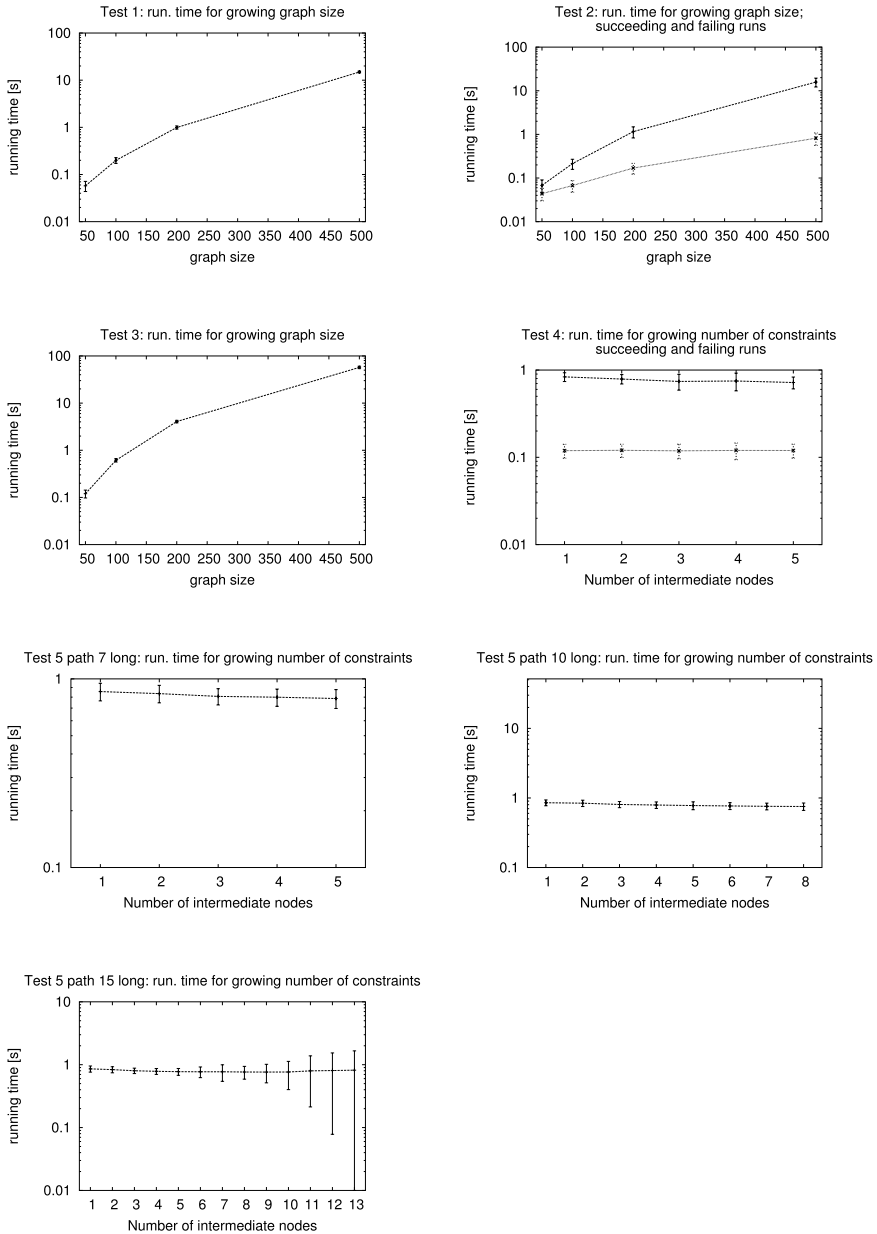 Test 1: run. time for growing graph size
100
10
1
0.1
0.01
running time [s]
50 100 150 200 250 300 350 400 450 500
graph size
Test 2: run. time for growing graph size;
succeeding and failing runs
100
10
1
0.1
0.01
running time [s]
50 100 150 200 250 300 350 400 450 500
graph size
Test 3: run. time for growing graph size
100
10
1
0.1
0.01
running time [s]
50 100 150 200 250 300 350 400 450 500
graph size
Test 4: run. time for growing number of constraints
succeeding and failing runs
1
0.1
0.01
running time [s]
1 2 3 4 5
Number of intermediate nodes
Test 5 path 7 long: run. time for growing number of constraints
1
0.1
running time [s]
1 2 3 4 5
Number of intermediate nodes
Test 5 path 10 long: run. time for growing number of constraints
10
1
0.1
running time [s]
1 2 3 4 5 6 7 8
Number of intermediate nodes
Test 5 path 15 long: run. time for growing number of constraints
10
1
0.1
0.01
running time [s]
1 2 3 4 5 6 7 8 9 10 11 12 13
Number of intermediate nodes